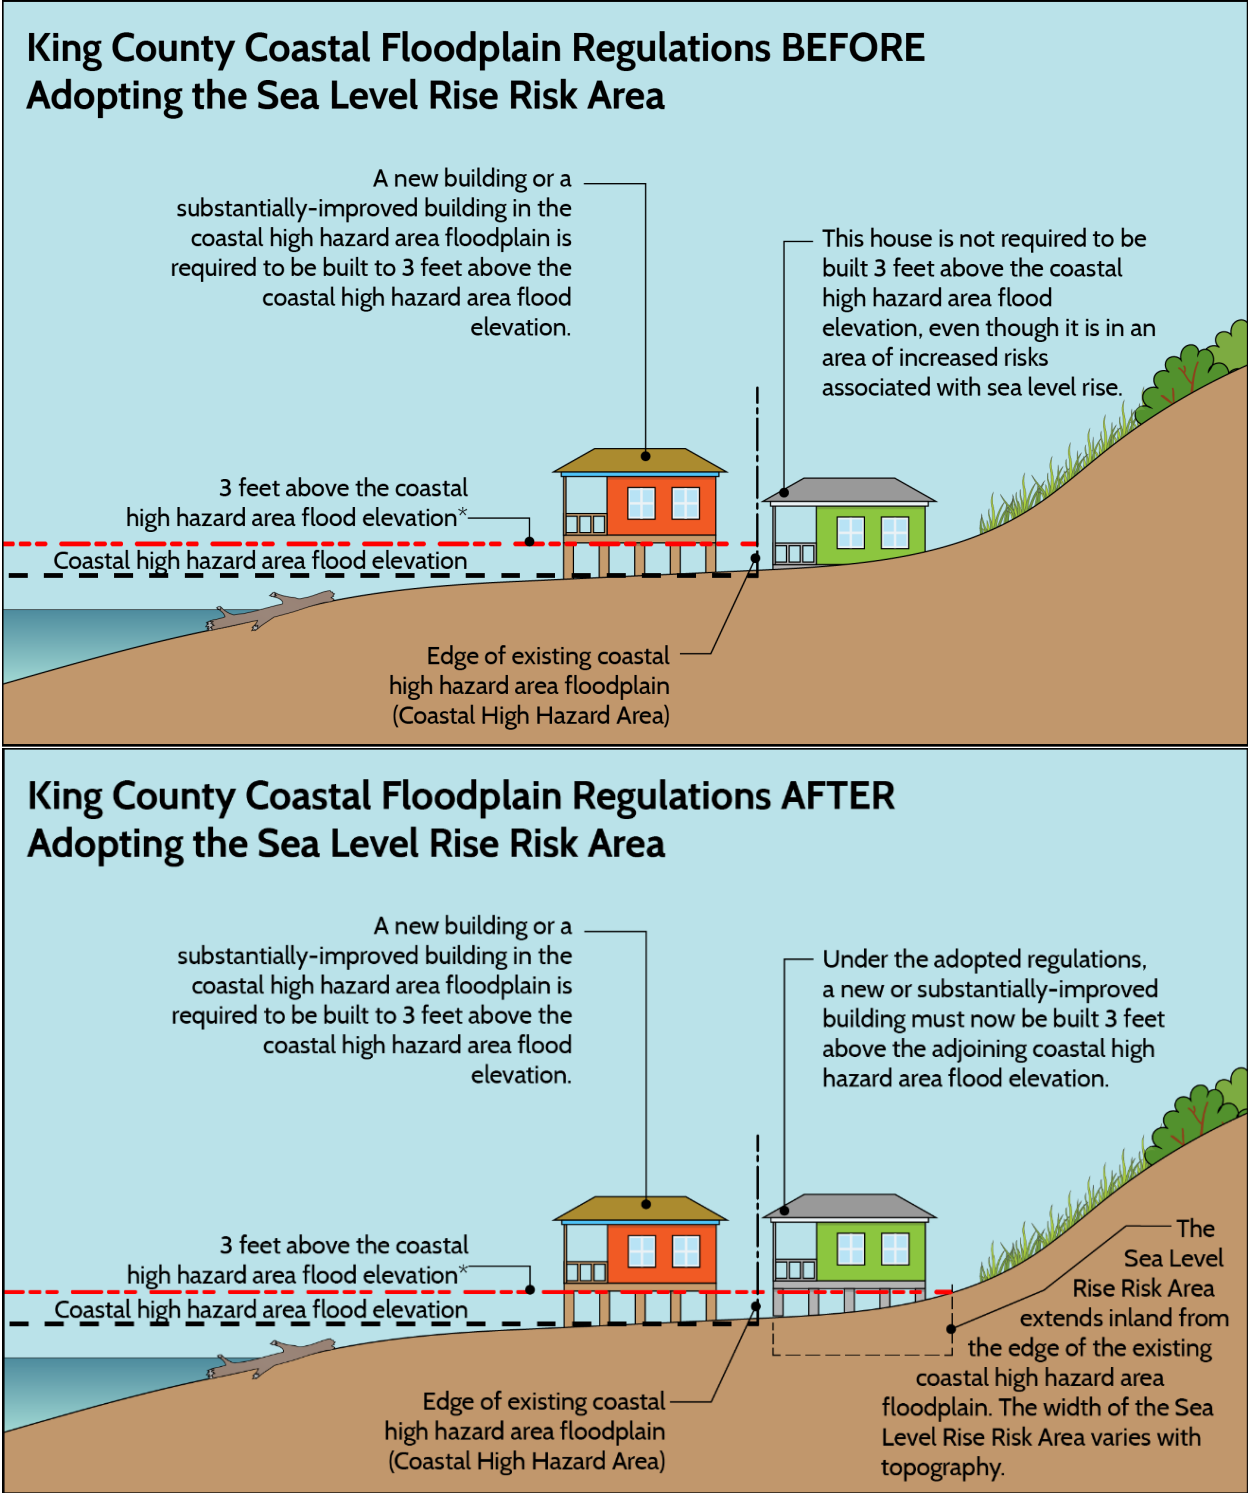 King County Coastal Floodplain Regulations BEFORE
Adopting the Sea Level Rise Risk Area
A new building or a
substantially-improved building in the
coastal high hazard area floodplain is
required to be built to 3 feet above the
coastal high hazard area flood
elevation.
This house is not required to be
built 3 feet above the coastal
high hazard area flood
elevation, even though it is in an
area of increased risks
associated with sea level rise.
3 feet above the coastal
high hazard area flood elevation*
Coastal high hazard area flood elevation
Edge of existing coastal
high hazard area floodplain
(Coastal High Hazard Area)
King County Coastal Floodplain Regulations AFTER
Adopting the Sea Level Rise Risk Area
A new building or a
substantially-improved building in the
coastal high hazard area floodplain is
required to be built to 3 feet above the
coastal high hazard area flood
elevation.
Under the adopted regulations,
a new or substantially-improved
building must now be built 3 feet
above the adjoining coastal high
hazard area flood elevation.
3 feet above the coastal
high hazard area flood elevation*
Coastal high hazard area flood elevation
Edge of existing coastal
high hazard area floodplain
(Coastal High Hazard Area)
The
Sea Level
Rise Risk Area
extends inland from
the edge of the existing
coastal high hazard area
floodplain. The width of the Sea
Level Rise Risk Area varies with
topography.